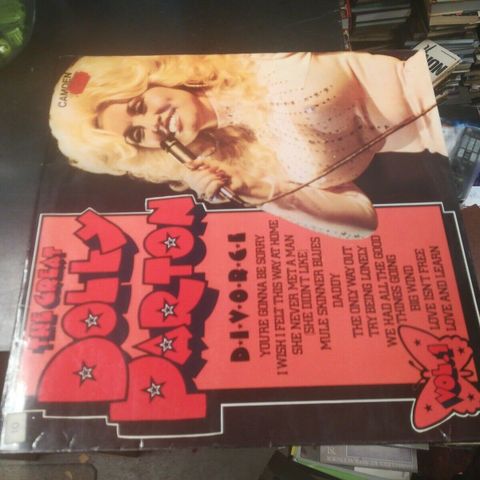 CAMDEN
THE GREAT
DOLLY
PARTON
D·I·V·O·R·C·E
YOU'RE GONNA BE SORRY
I WISH I FELT THIS WAY AT HOME
SHE NEVER MET A MAN
SHE DIDN'T LIKE
MULE SKINNER BLUES
DADDY
THE ONLY WAY OUT
TRY BEING LONELY
WE HAD ALL THE GOOD
THINGS GOING
BIG WIND
LOVE ISN'T FREE
LOVE AND LEARN
VOL.1